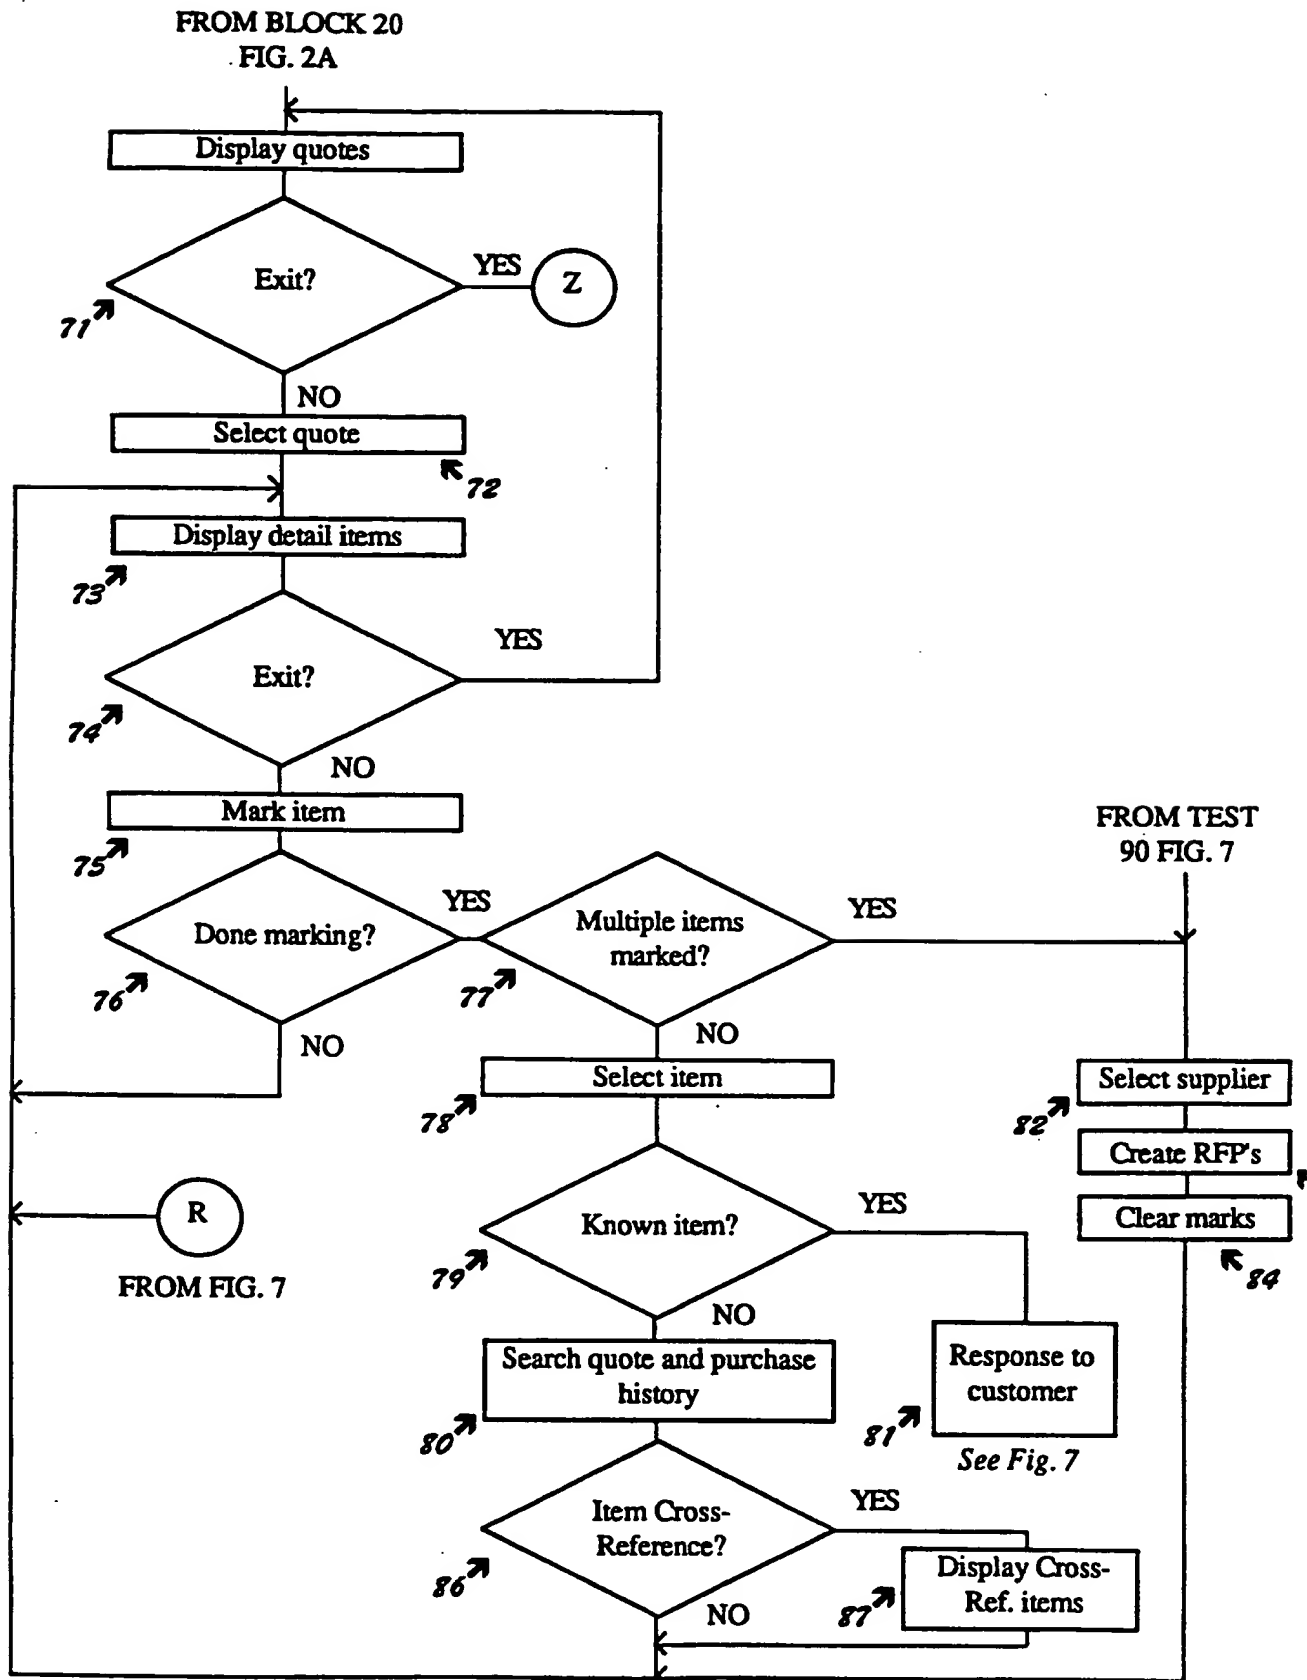 FROM BLOCK 20
FIG. 2A
Display quotes
Exit?
YES
Z
71
NO
Select quote
72
Display detail items
73
Exit?
YES
74
NO
Mark item
75
FROM TEST
90 FIG. 7
Done marking?
YES
Multiple items
marked?
YES
76
77
NO
NO
Select item
78
Select supplier
82
Create RFP's
Clear marks
84
R
FROM FIG. 7
Known item?
YES
79
NO
Search quote and purchase
history
80
Response to
customer
81
See Fig. 7
Item Cross-
Reference?
YES
86
NO
Display Cross-
Ref. items
87